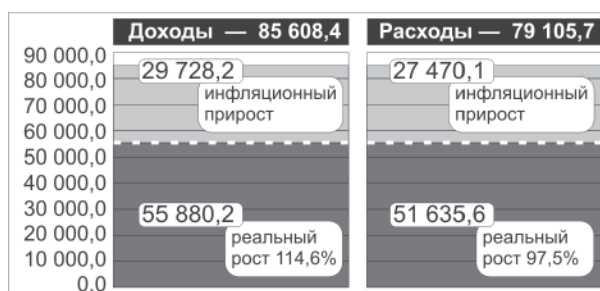 Доходы — 85 608,4
Расходы — 79 105,7
90 000,0
80 000,0
70 000,0
60 000,0
50 000,0
40 000,0
30 000,0
20 000,0
10 000,0
0,0
29 728,2
инфляционный
прирост
55 880,2
реальный
рост 114,6%
27 470,1
инфляционный
прирост
51 635,6
реальный
рост 97,5%